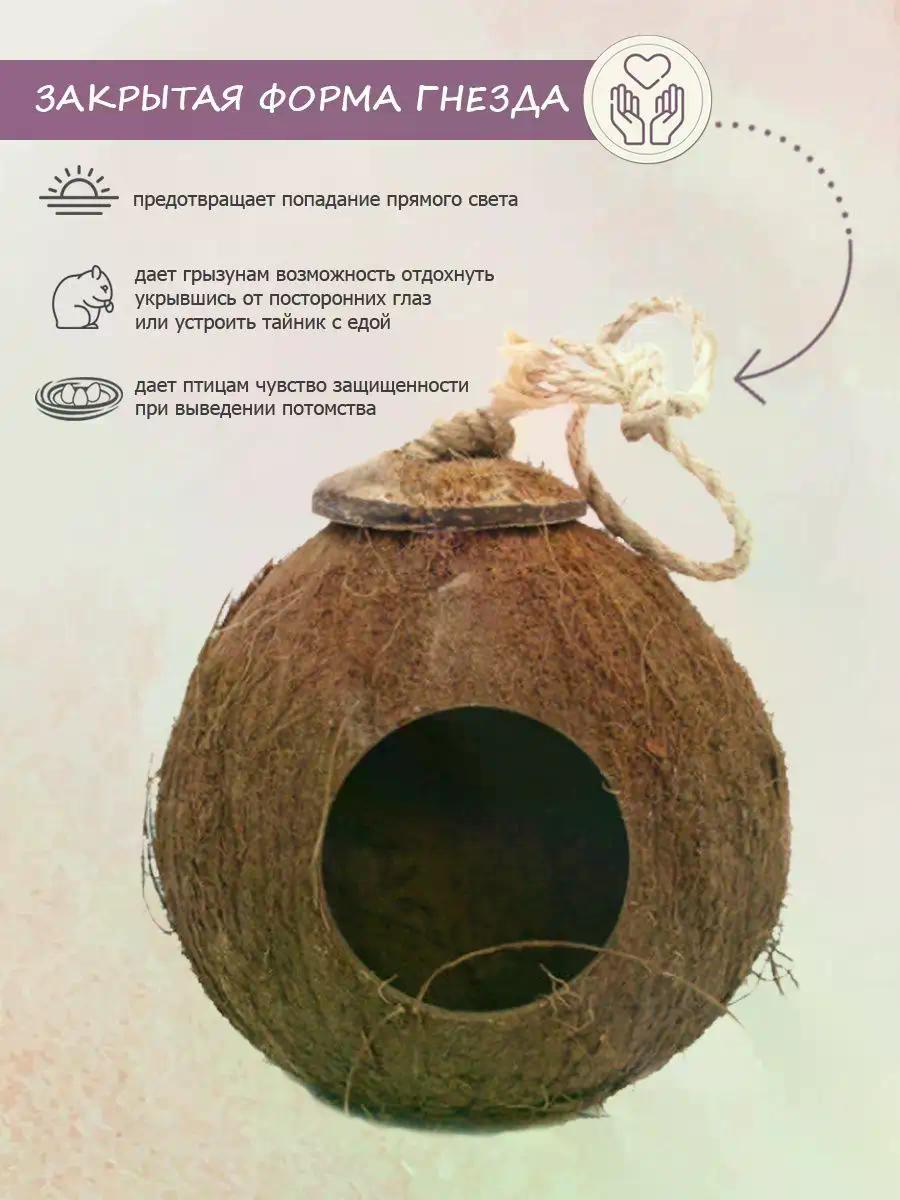 ЗАКРЫТАЯ ФОРМА ГНЕЗДА
предотвращает попадание прямого света
дает грызунам возможность отдохнуть
укрывшись от посторонних глаз
или устроить тайник с едой
дает птицам чувство защищенности
при выведении потомства